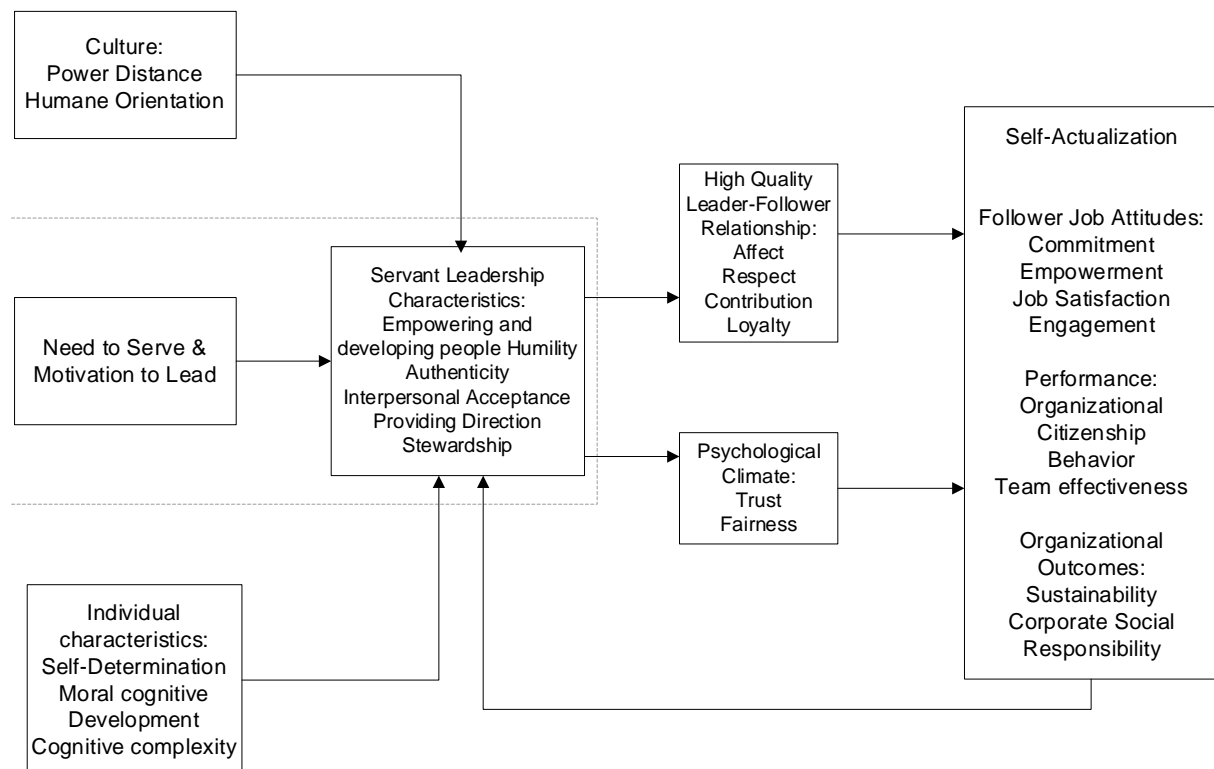 Culture:
Power Distance
Humane Orientation
Need to Serve &
Motivation to Lead
Individual
characteristics:
Self-Determination
Moral cognitive
Development
Cognitive complexity
Servant Leadership
Characteristics:
Empowering and
developing people Humility
Authenticity
Interpersonal Acceptance
Providing Direction
Stewardship
High Quality
Leader-Follower
Relationship:
Affect
Respect
Contribution
Loyalty
Psychological
Climate:
Trust
Fairness
Self-Actualization
Follower Job Attitudes:
Commitment
Empowerment
Job Satisfaction
Engagement
Performance:
Organizational
Citizenship
Behavior
Team effectiveness
Organizational
Outcomes:
Sustainability
Corporate Social
Responsibility